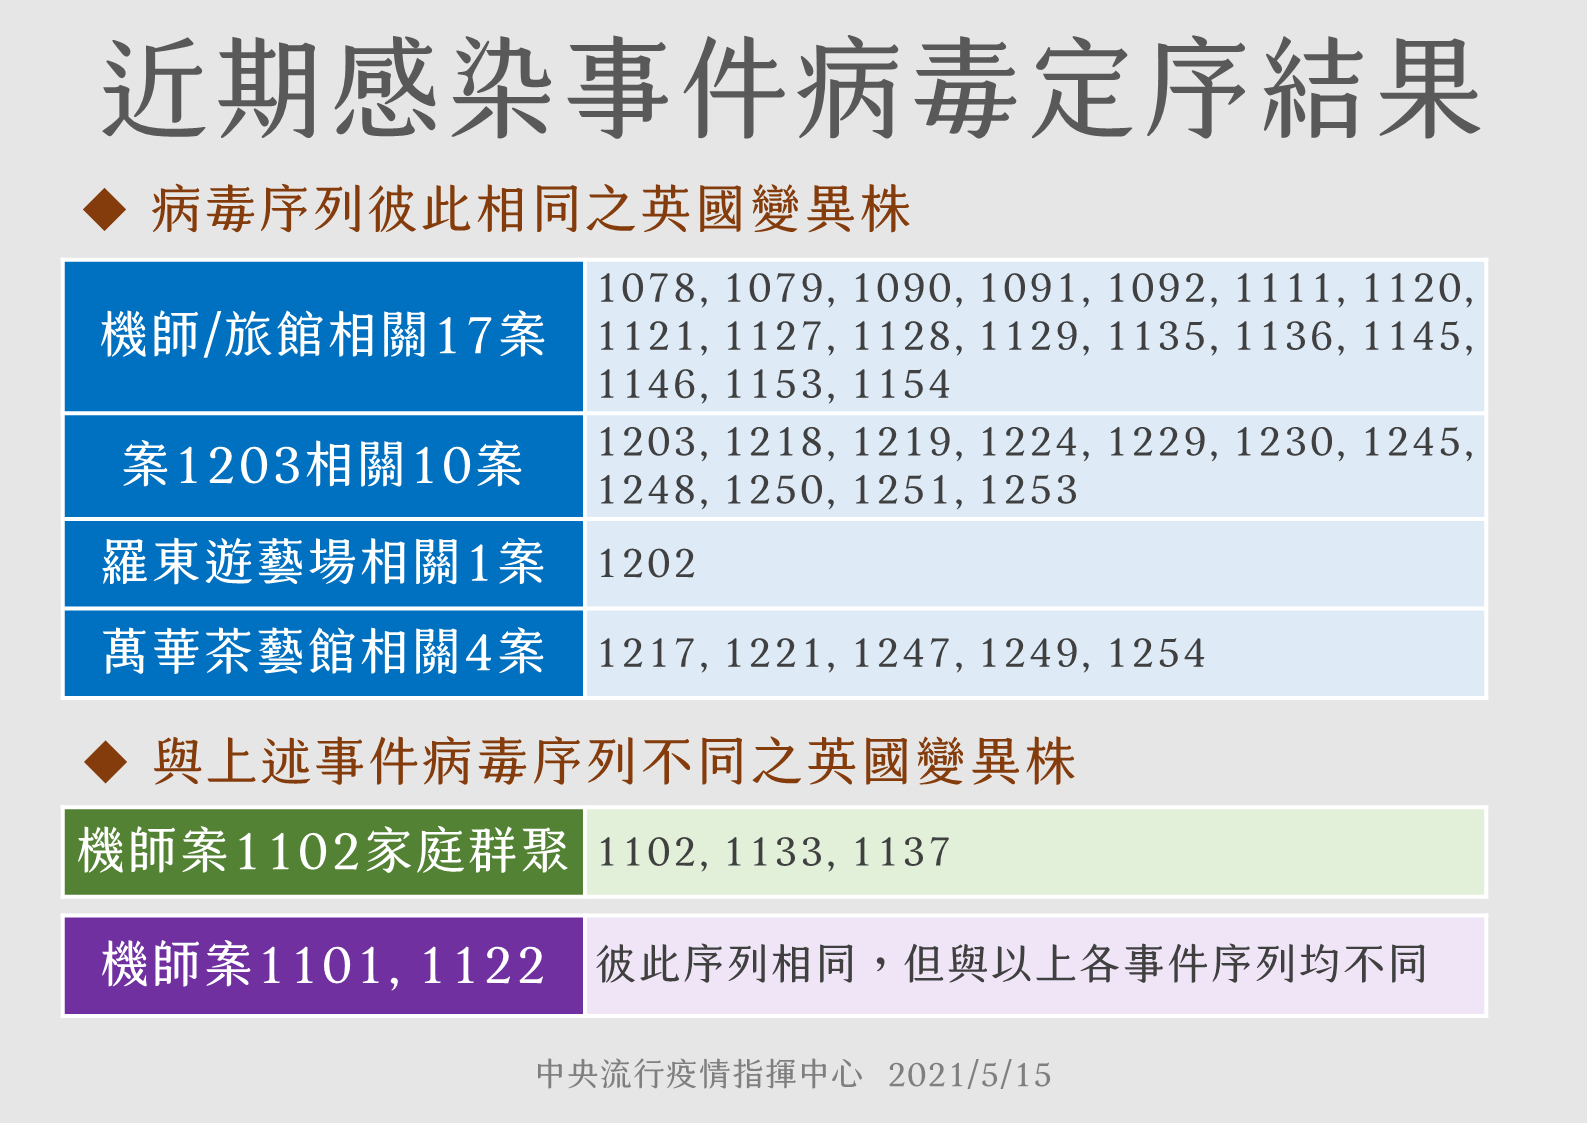 近期感染事件病毒定序結果
◆ 病毒序列彼此相同之英國變異株
機師/旅館相關17案
1078, 1079, 1090, 1091, 1092, 1111, 1120,
1121, 1127, 1128, 1129, 1135, 1136, 1145,
1146, 1153, 1154
案1203相關10案
1203, 1218, 1219, 1224, 1229, 1230, 1245,
1248, 1250, 1251, 1253
羅東遊藝場相關1案
1202
萬華茶藝館相關4案
1217, 1221, 1247, 1249, 1254
◆ 與上述事件病毒序列不同之英國變異株
機師案1102家庭群聚
1102, 1133, 1137
機師案1101, 1122
彼此序列相同，但與以上各事件序列均不同
中央流行疫情指揮中心 2021/5/15